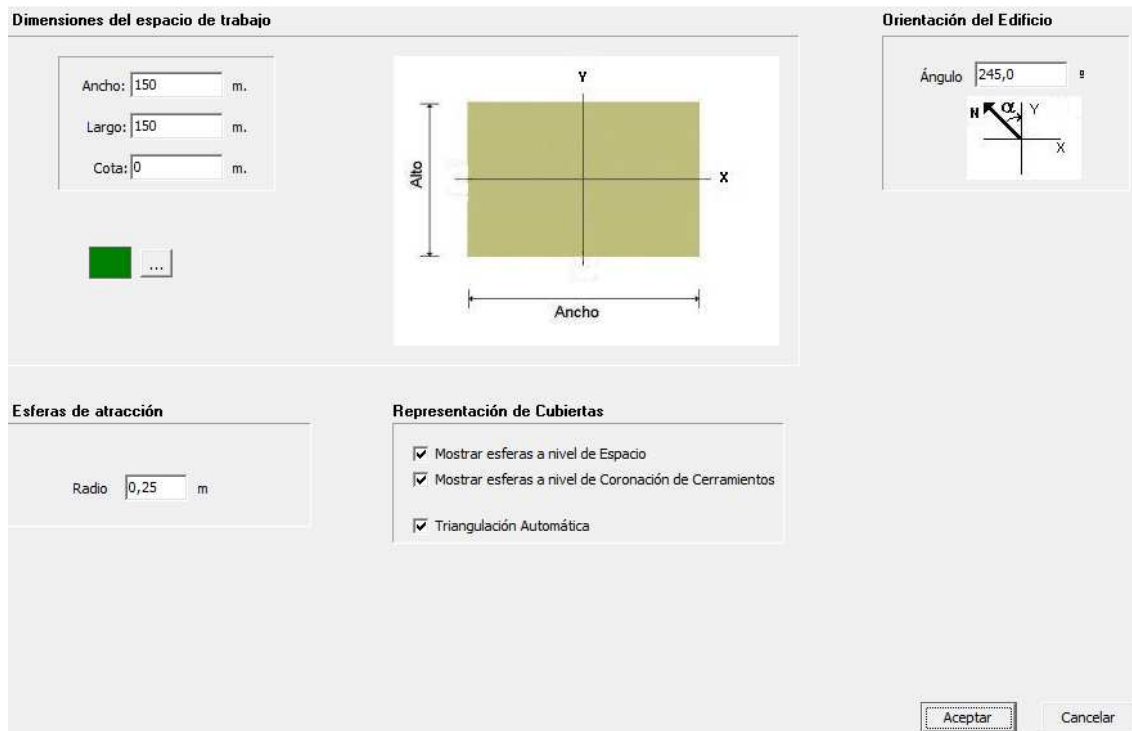 Dimensiones del espacio de trabajo
Orientación del Edificio
Ancho: 150 m.
Largo: 150 m.
Cota: 0 m.
...
Y
X
Alto
Ancho
Ángulo 245,0 º
N α Y
X
Esferas de atracción
Radio 0,25 m
Representación de Cubiertas
Mostrar esferas a nivel de Espacio
Mostrar esferas a nivel de Coronación de Cerramientos
Triangulación Automática
Aceptar Cancelar